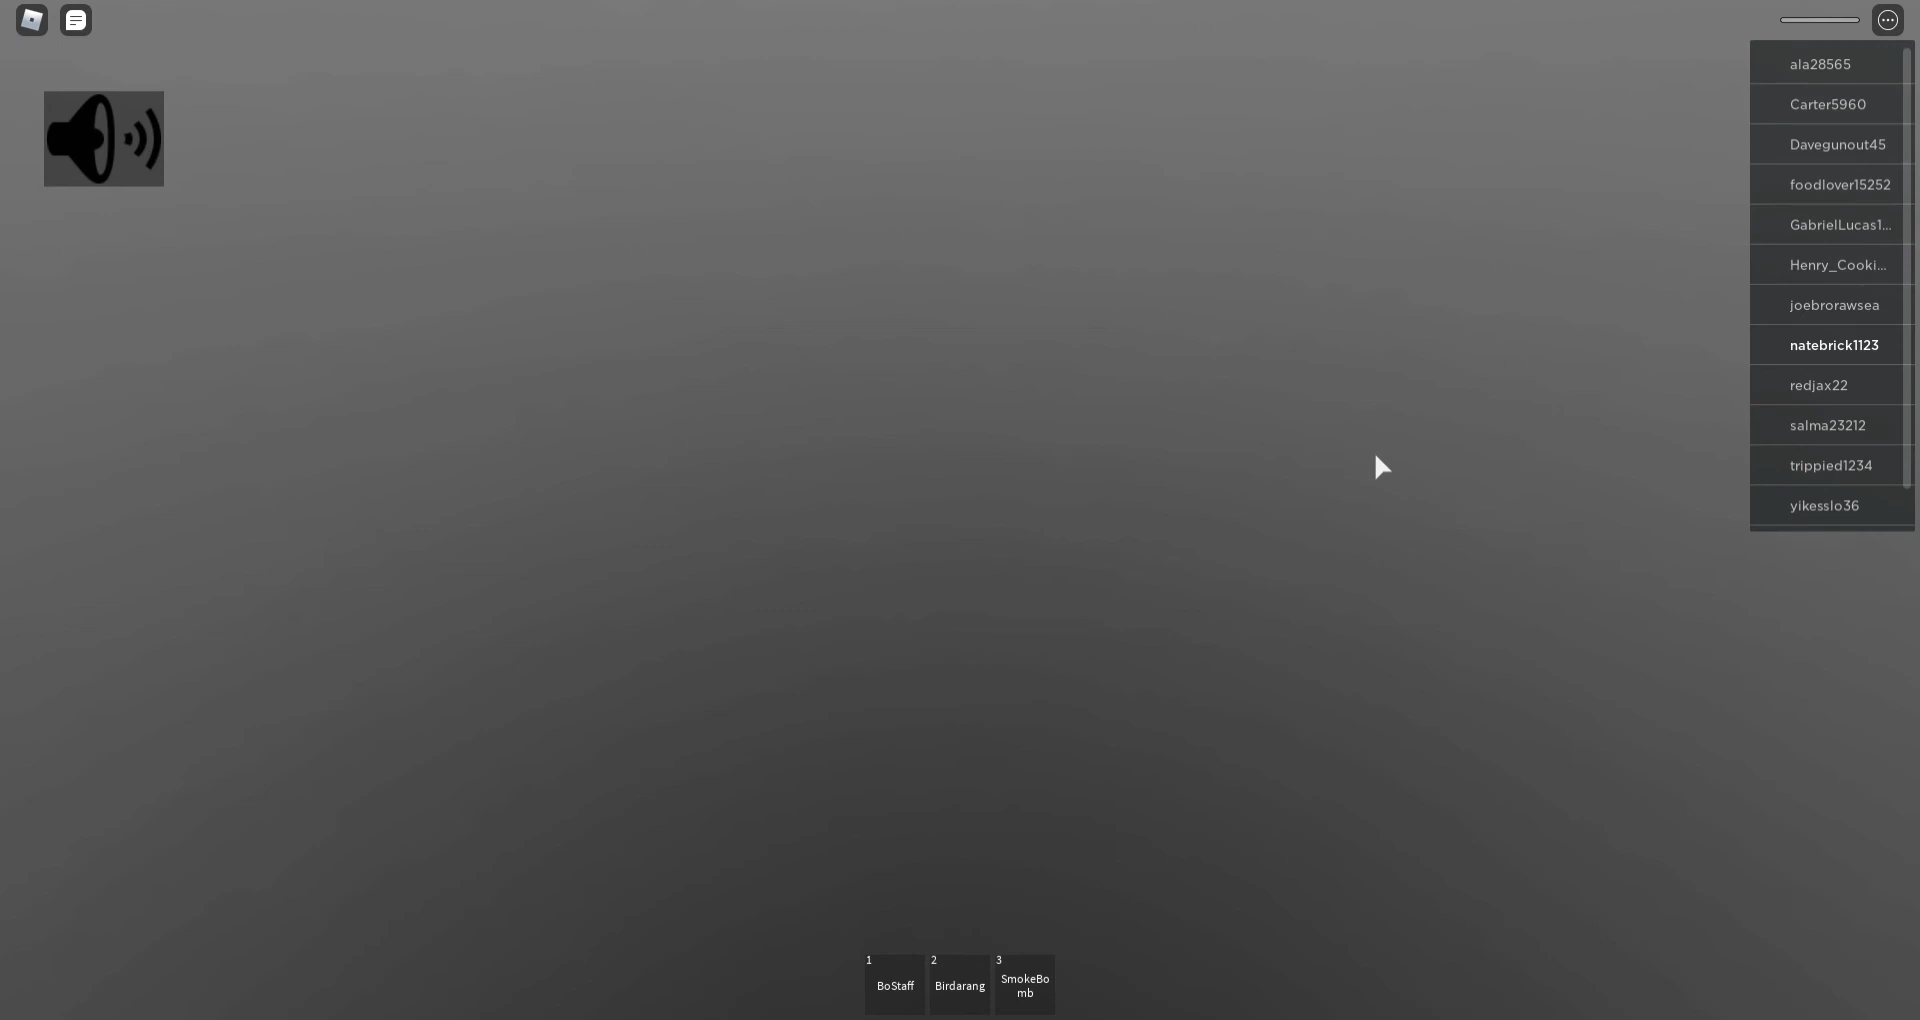 ala28565
Carter5960
Davegunout45
foodlover15252
GabrielLucas1...
Henry_Cooki...
joebrorawsea
natebrick1123
redjax22
salma23212
trippied1234
yikesslo36
1
BoStaff
2
Birdarang
3
SmokeBo
mb